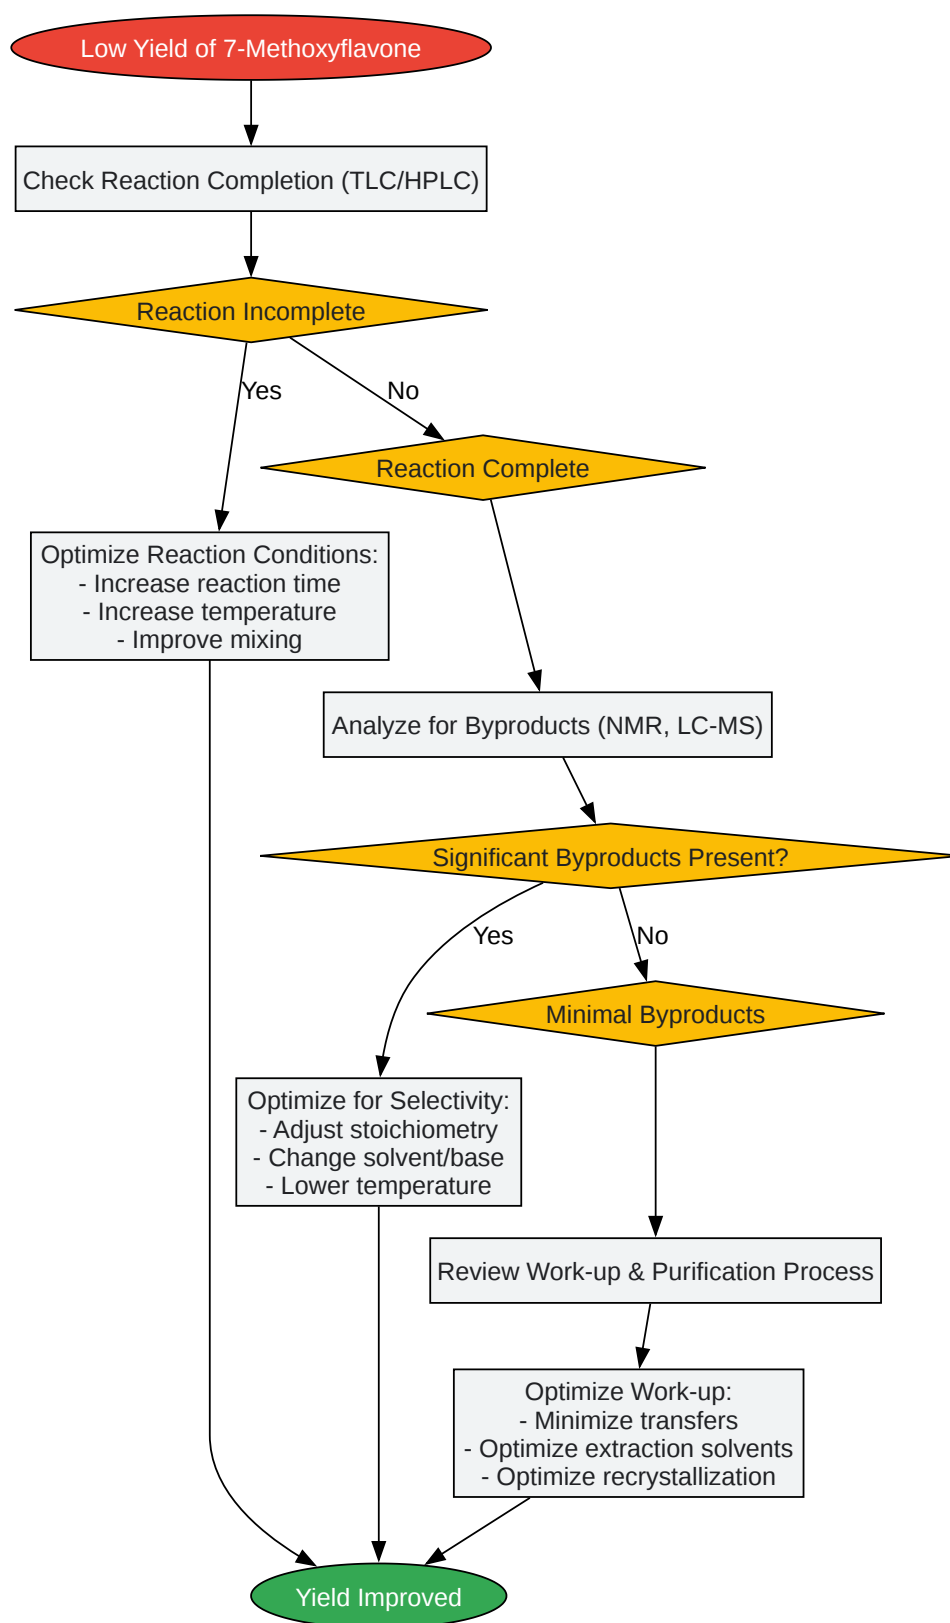 Low Yield of 7-Methoxyflavone
Check Reaction Completion (TLC/HPLC)
Reaction Incomplete
Yes
No
Reaction Complete
Optimize Reaction Conditions:
- Increase reaction time
- Increase temperature
- Improve mixing
Analyze for Byproducts (NMR, LC-MS)
Significant Byproducts Present?
Yes
No
Minimal Byproducts
Optimize for Selectivity:
- Adjust stoichiometry
- Change solvent/base
- Lower temperature
Review Work-up & Purification Process
Optimize Work-up:
- Minimize transfers
- Optimize extraction solvents
- Optimize recrystallization
Yield Improved